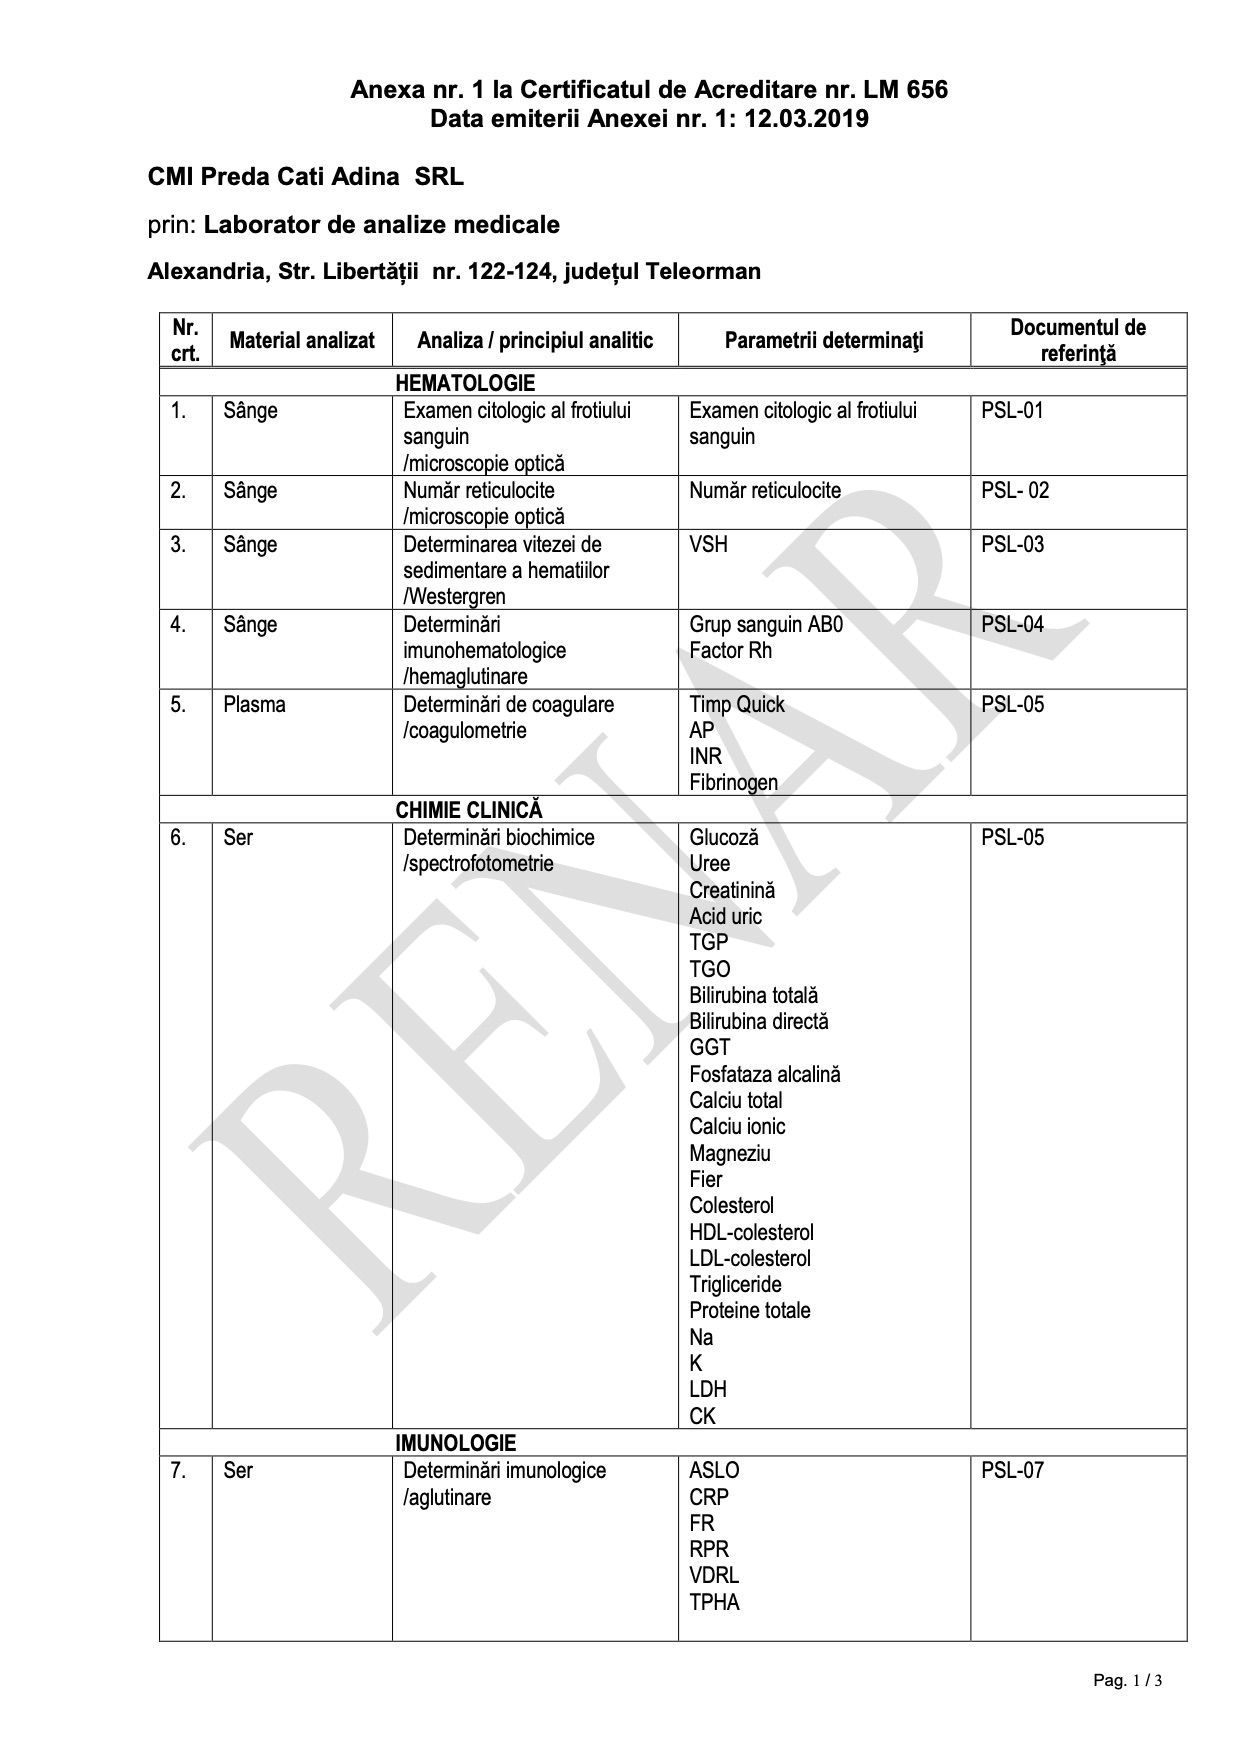 Anexa nr. 1 la Certificatul de Acreditare nr. LM 656
Data emiterii Anexei nr. 1: 12.03.2019
CMI Preda Cati Adina  SRL
prin: Laborator de analize medicale
Alexandria, Str. Libertății  nr. 122-124, județul Teleorman
Nr. crt. Material analizat Analiza / principiul analitic Parametrii determinaţi Documentul de referinţă
HEMATOLOGIE
1. Sânge Examen citologic al frotiului Examen citologic al frotiului PSL-01
sanguin sanguin
/microscopie optică
2. Sânge Număr reticulocite Număr reticulocite PSL- 02
/microscopie optică
3. Sânge Determinarea vitezei de VSH PSL-03
sedimentare a hematiilor
/Westergren
4. Sânge Determinări Grup sanguin AB0 PSL-04
imunohematologice Factor Rh
/hemaglutinare
5. Plasma Determinări de coagulare Timp Quick PSL-05
/coagulometrie AP
INR
Fibrinogen
CHIMIE CLINICĂ
6. Ser Determinări biochimice Glucoză PSL-05
/spectrofotometrie Uree
Creatinină
Acid uric
TGP
TGO
Bilirubina totală
Bilirubina directă
GGT
Fosfataza alcalină
Calciu total
Calciu ionic
Magneziu
Fier
Colesterol
HDL-colesterol
LDL-colesterol
Trigliceride
Proteine totale
Na
K
LDH
CK
IMUNOLOGIE
7. Ser Determinări imunologice ASLO PSL-07
/aglutinare CRP
FR
RPR
VDRL
TPHA
RENAR
Pag. 1 / 3